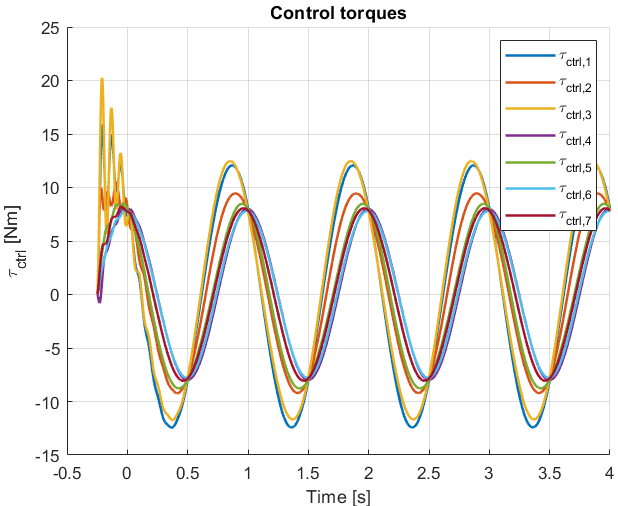 Control torques
25
20
15
10
5
0
-5
-10
-15
τctrl [Nm]
τctrl,1
τctrl,2
τctrl,3
τctrl,4
τctrl,5
τctrl,6
τctrl,7
-0.5 0 0.5 1 1.5 2 2.5 3 3.5 4
Time [s]